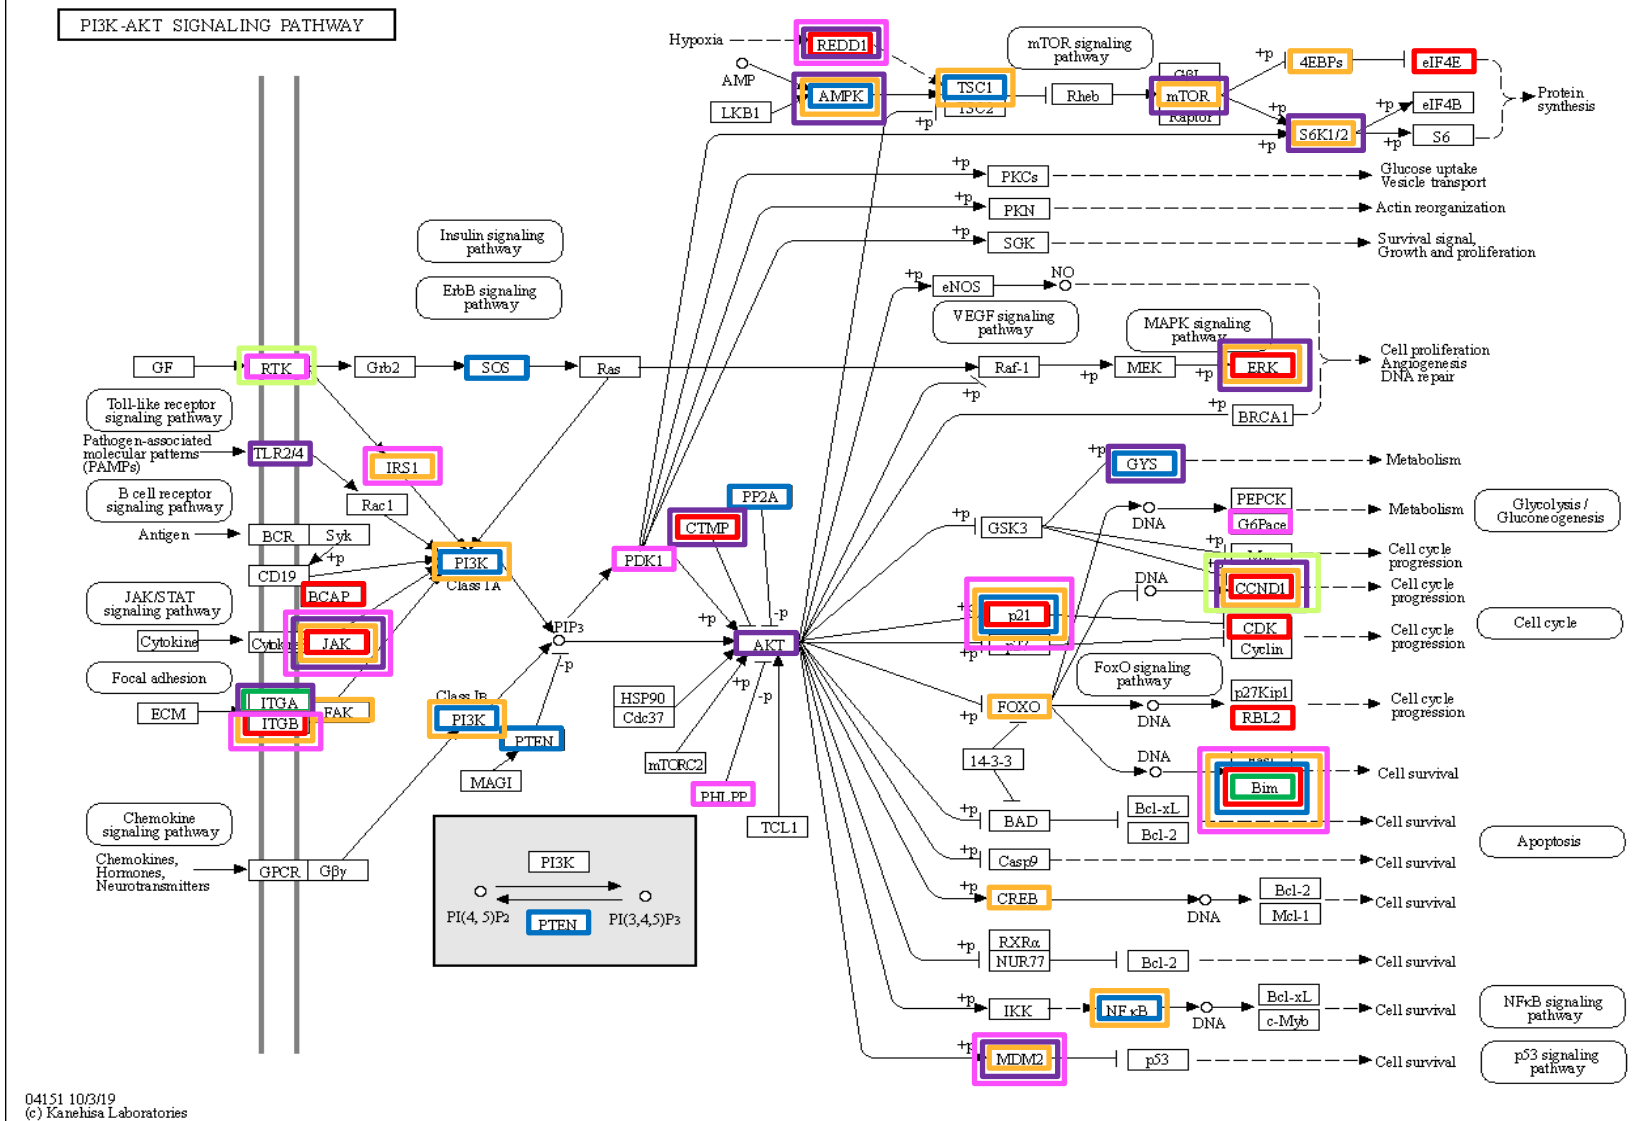 PI3K-AKT SIGNALING PATHWAY
Hypoxia
REDD1
mTOR signaling
pathway
+p
4EBPs
eIF4E
AMP
AMPK
TSC1
TSC2
+p
Rheb
GβL
mTOR
Raptor
LKB1
Protein
synthesis
+p
eIF4B
S6K1/2
+p
+p
S6
+p
PKCs
Glucose uptake
Vesicle transport
+p
PKN
Actin reorganization
+p
SGK
Survival signal,
Growth and proliferation
Insulin signaling
pathway
ErbB signaling
pathway
+p
eNOS
NO
VEGF signaling
pathway
MAPK signaling
pathway
GF
RTK
Grb2
SOS
Ras
Raf-1
+p
MEK
+p
ERK
Cell proliferation
Angiogenesis
DNA repair
+p
BRCA1
Toll-like receptor
signaling pathway
Pathogen-associated
molecular patterns
(PAMPs)
TLR2/4
IRS1
Rac1
B cell receptor
signaling pathway
Antigen
BCR
Syk
+p
CD19
BCAP
PI3K
Class IA
PP2A
CTMP
PDK1
+p
-p
+p
GYS
Metabolism
GSK3
DNA
PEPCK
G6Pace
Metabolism
Glycolysis /
Gluconeogenesis
+p
Cell cycle
progression
DNA
CCND1
Cell cycle
progression
JAK/STAT
signaling pathway
Cytokine
JAK
PIP3
AKT
+p
p21
+p
p27
CDK
Cyclin
Cell cycle
progression
Cell cycle
Focal adhesion
ECM
ITGA
ITGB
FAK
Class IB
PI3K
-p
PTEN
MAGI
HSP90
Cdc37
+p
-p
mTORC2
PHLPP
TCL1
FoxO signaling
pathway
+p
FOXO
DNA
p27Kip1
RBL2
Cell cycle
progression
14-3-3
DNA
Bim
Cell survival
+p
BAD
Bcl-xL
Bcl-2
Cell survival
Apoptosis
+p
Casp9
Cell survival
Chemokine
signaling pathway
Chemokines,
Hormones,
Neurotransmitters
GPCR
Gβγ
PI3K
PI(4, 5)P2
PI(3,4,5)P3
PTEN
+p
CREB
DNA
Bcl-2
Mcl-1
Cell survival
+p
RXRα
NUR77
Bcl-2
Cell survival
+p
IKK
NFκB
DNA
Bcl-xL
c-Myb
Cell survival
NFκB signaling
pathway
+p
MDM2
p53
Cell survival
p53 signaling
pathway
04151 10/3/19
(c) Kanehisa Laboratories